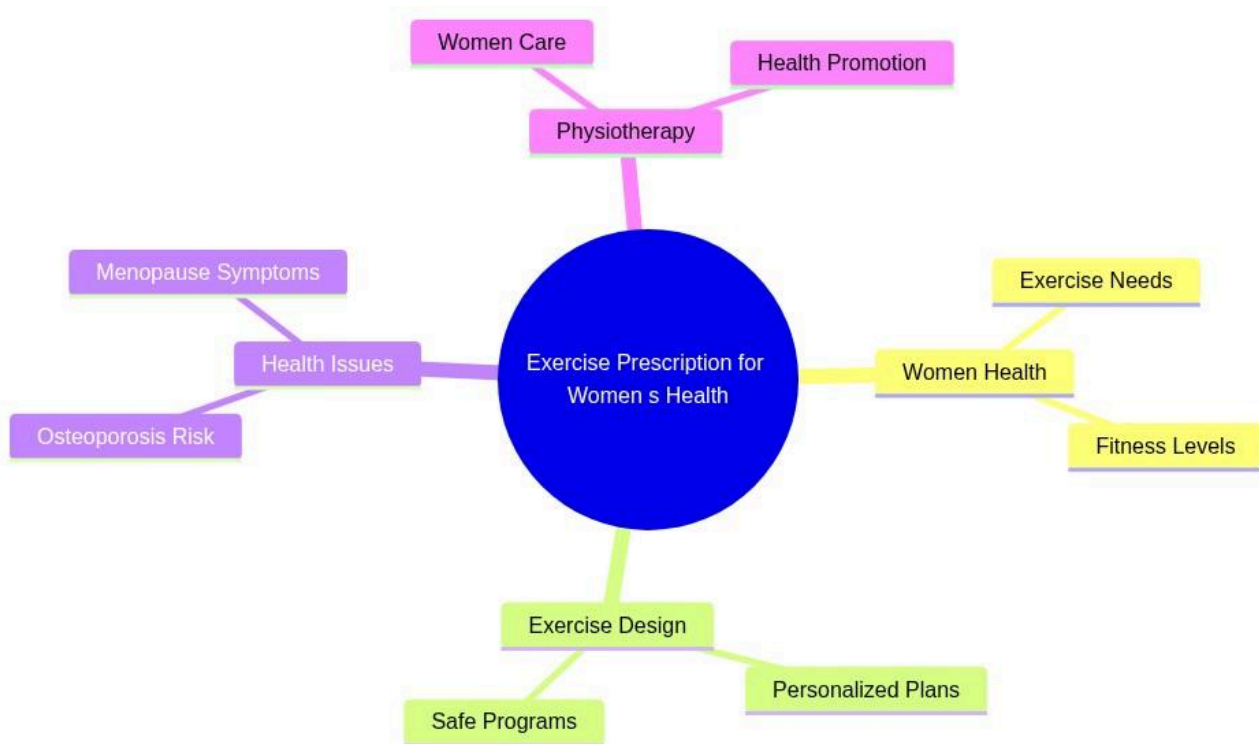 Women Care
Health Promotion
Physiotherapy
Menopause Symptoms
Health Issues
Osteoporosis Risk
Exercise Prescription for
Women s Health
Exercise Needs
Women Health
Fitness Levels
Exercise Design
Personalized Plans
Safe Programs